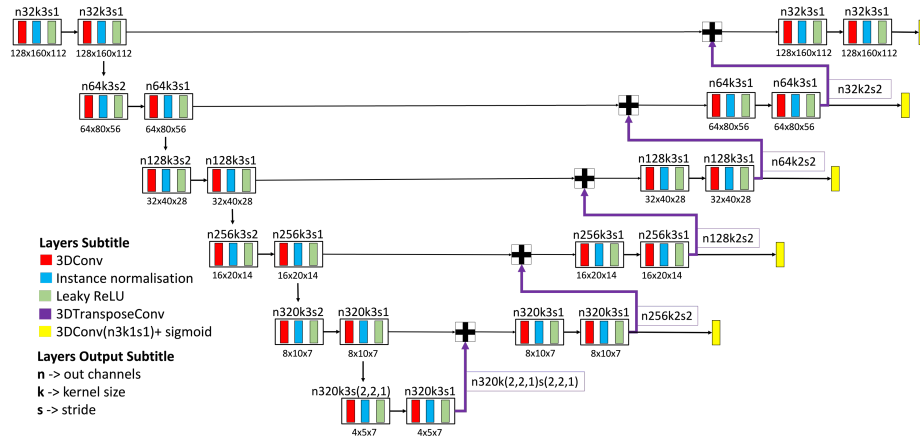 n32k3s1 n32k3s1 n32k3s1 n32k3s1
128x160x112 128x160x112 128x160x112 128x160x112
n64k3s2 n64k3s1 n64k3s1 n64k3s1 n32k2s2
64x80x56 64x80x56 64x80x56 64x80x56
n128k3s2 n128k3s1 n128k3s1 n128k3s1 n64k2s2
32x40x28 32x40x28 32x40x28 32x40x28
n256k3s2 n256k3s1 n256k3s1 n256k3s1 n128k2s2
16x20x14 16x20x14 16x20x14 16x20x14
Layers Subtitle
3DConv
Instance normalisation
Leaky ReLU
3DTransposeConv
3DConv(n3k1s1)+ sigmoid
n320k3s2 n320k3s1 n320k3s1 n320k3s1 n256k2s2
8x10x7 8x10x7 8x10x7 8x10x7
Layers Output Subtitle
n -> out channels
k -> kernel size
s -> stride
n320k3s(2,2,1) n320k3s1 n320k(2,2,1)s(2,2,1)
4x5x7 4x5x7